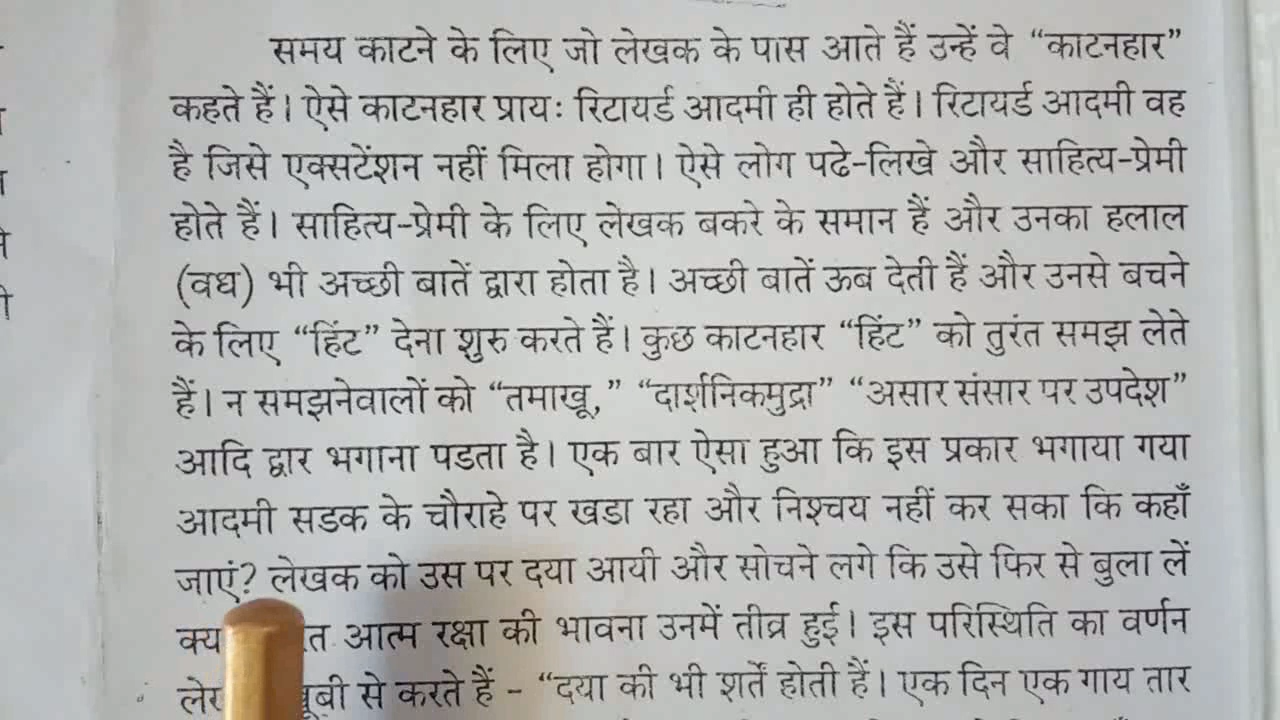 समय काटने के लिए जो लेखक के पास आते हैं उन्हें वे “काटनहार”
कहते हैं। ऐसे काटनहार प्रायः रिटायर्ड आदमी ही होते हैं। रिटायर्ड आदमी वह
है जिसे एक्सटेंशन नहीं मिला होगा। ऐसे लोग पढे-लिखे और साहित्य-प्रेमी
होते हैं। साहित्य-प्रेमी के लिए लेखक बकरे के समान हैं और उनका हलाल
(वध) भी अच्छी बातें द्वारा होता है। अच्छी बातें ऊब देती हैं और उनसे बचने
के लिए “हिंट” देना शुरु करते हैं। कुछ काटनहार “हिंट” को तुरंत समझ लेते
हैं। न समझनेवालों को “तमाखू,” “दार्शनिकमुद्रा” “असार संसार पर उपदेश”
आदि द्वार भगाना पडता है। एक बार ऐसा हुआ कि इस प्रकार भगाया गया
आदमी सडक के चौराहे पर खडा रहा और निश्चय नहीं कर सका कि कहाँ
जाएं? लेखक को उस पर दया आयी और सोचने लगे कि उसे फिर से बुला लें
आत्म रक्षा की भावना उनमें तीव्र हुई। इस परिस्थिति का वर्णन
से करते हैं - “दया की भी शर्तें होती हैं। एक दिन एक गाय तार